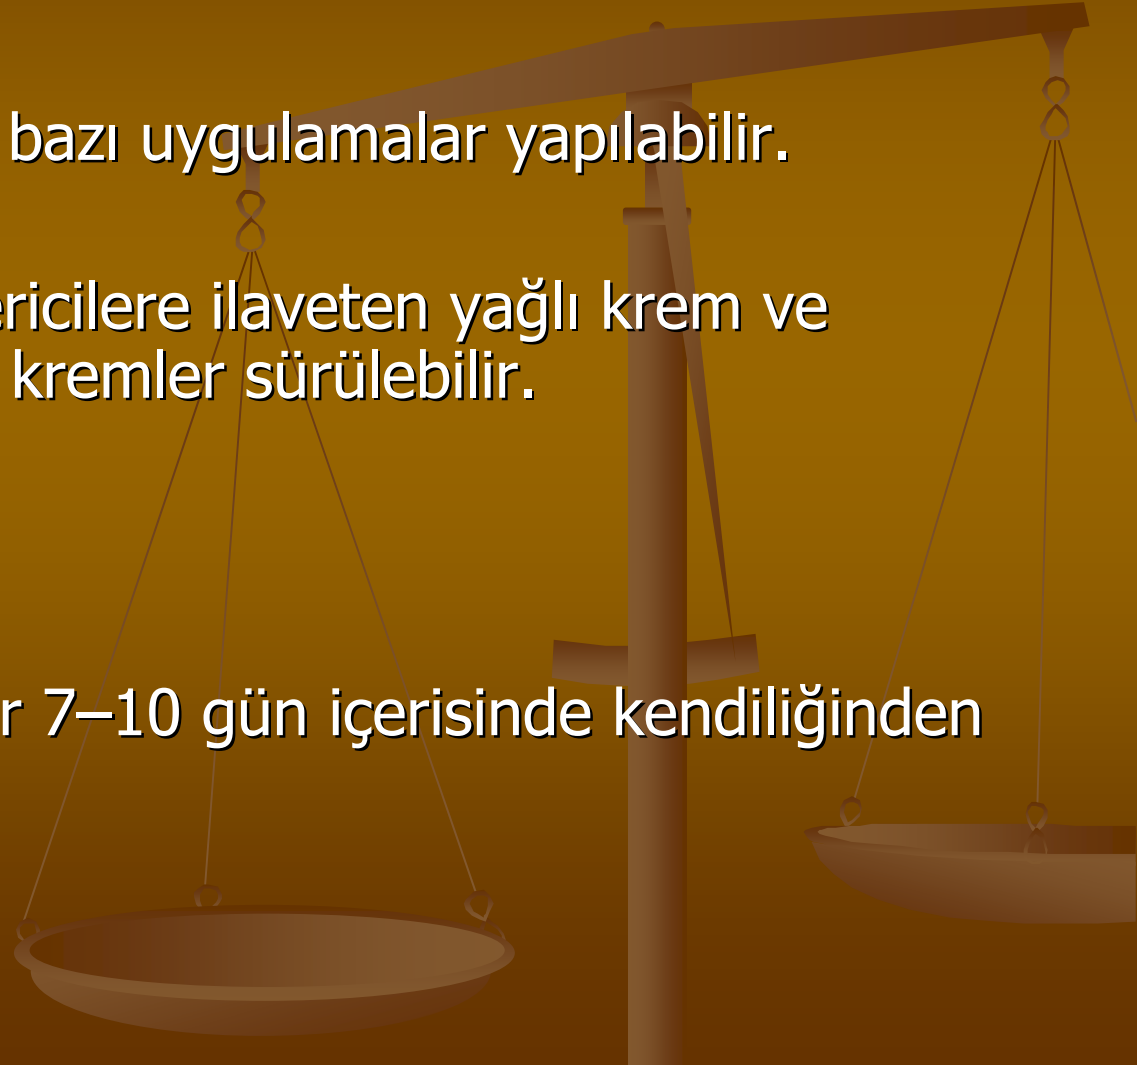 bazı uygulamalar yapılabilir.
ericilere ilaveten yağlı krem ve
kremler sürülebilir.
r 7–10 gün içerisinde kendiliğinden